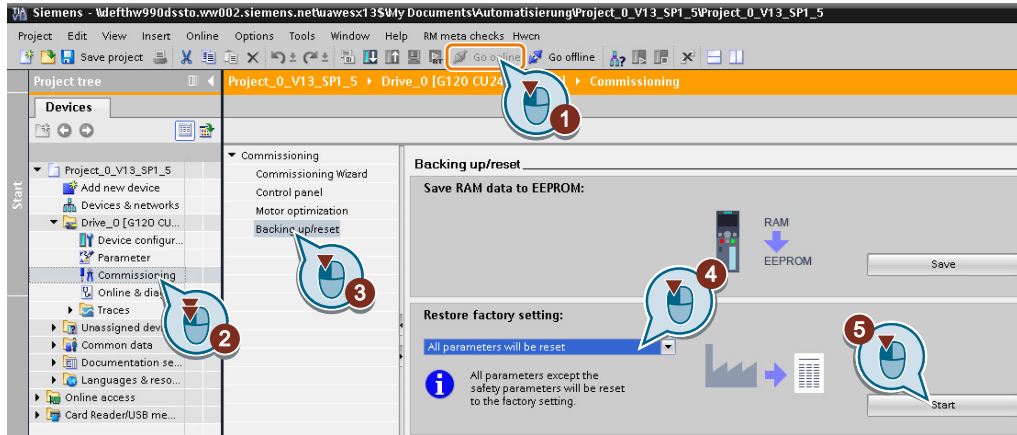 Siemens - \\defthw990dssto.ww002.siemens.net\uawesx13$\My Documents\Automatisierung\Project_0_V13_SP1_5\Project_0_V13_SP1_5
Project Edit View Insert Online Options Tools Window Help RM meta checks Hwcn
Save project Go online Go offline
Project tree
Project_0_V13_SP1_5 Drive_0 [G120 Commissioning
1
Devices
Start
Project_0_V13_SP1_5
Add new device
Devices & networks
Drive_0 [G120 CU...
Device configur...
Parameter
Commissioning
Online &
Traces
Unassigned
Common data
Documentation se...
Languages & reso...
Online access
Card Reader/USB me...
2
Commissioning
Commissioning Wizard
Control panel
Motor optimization
Backing up/reset
3
Backing up/reset
Save RAM data to EEPROM:
RAM
EEPROM
Save
4
Restore factory setting:
All parameters will be reset
All parameters except the
safety parameters will be reset
to the factory setting.
5
Start